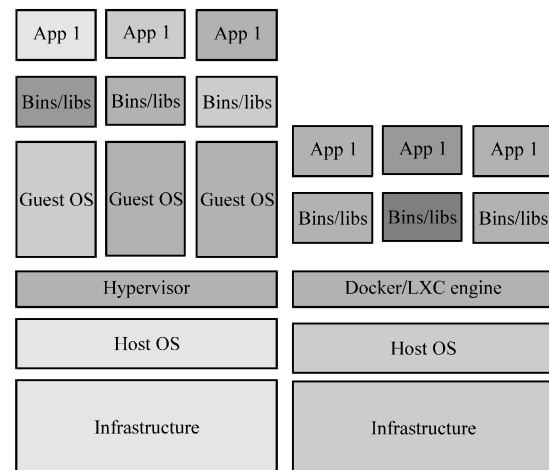 App 1 App 1 App 1
Bins/libs Bins/libs Bins/libs
Guest OS Guest OS Guest OS
Hypervisor
Host OS
Infrastructure
App 1 App 1 App 1
Bins/libs Bins/libs Bins/libs
Docker/LXC engine
Host OS
Infrastructure